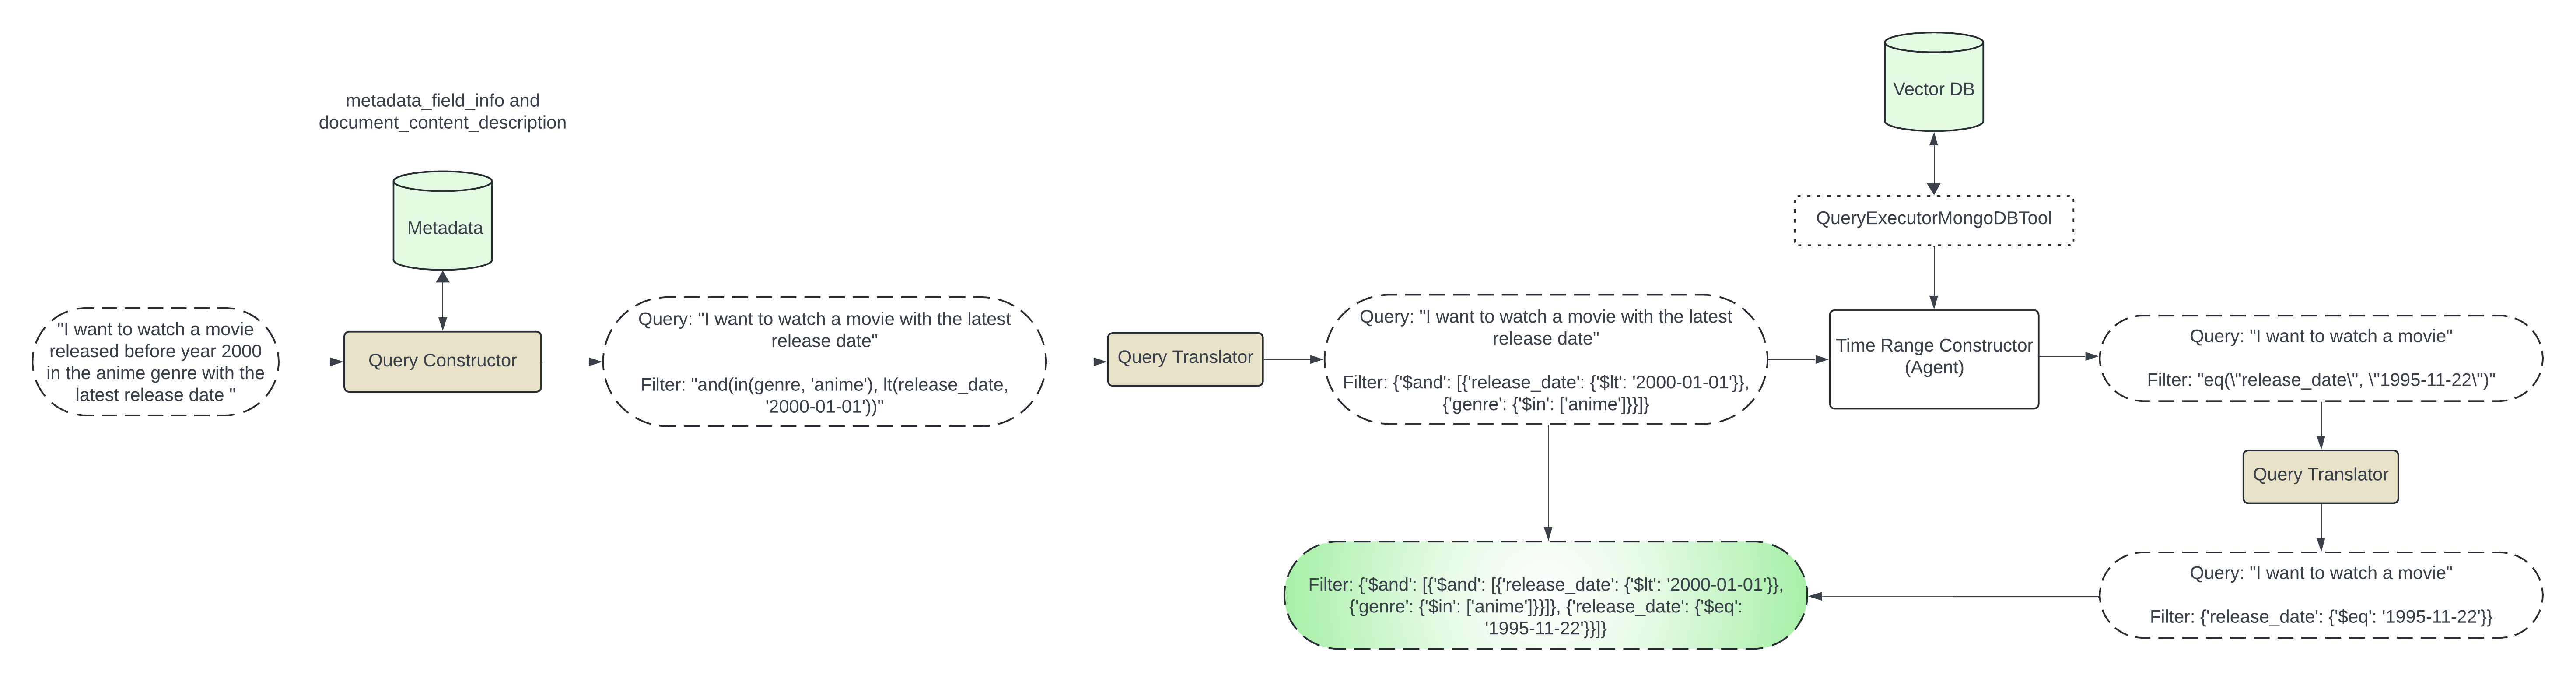 metadata_field_info and
document_content_description
Metadata
"I want to watch a movie
released before year 2000
in the anime genre with the
latest release date "
Query Constructor
Query: "I want to watch a movie with the latest
release date"
Filter: "and(in(genre, 'anime'), lt(release_date,
'2000-01-01'))"
Query Translator
Query: "I want to watch a movie with the latest
release date"
Filter: {'$and': [{'release_date': {'$lt': '2000-01-01'}},
{'genre': {'$in': ['anime']}}]}
Vector DB
QueryExecutorMongoDBTool
Time Range Constructor
(Agent)
Query: "I want to watch a movie"
Filter: "eq(\"release_date\", \"1995-11-22\")"
Query Translator
Query: "I want to watch a movie"
Filter: {'release_date': {'$eq': '1995-11-22'}}
Filter: {'$and': [{'$and': [{'release_date': {'$lt': '2000-01-01'}},
{'genre': {'$in': ['anime']}}]}, {'release_date': {'$eq':
'1995-11-22'}}]}